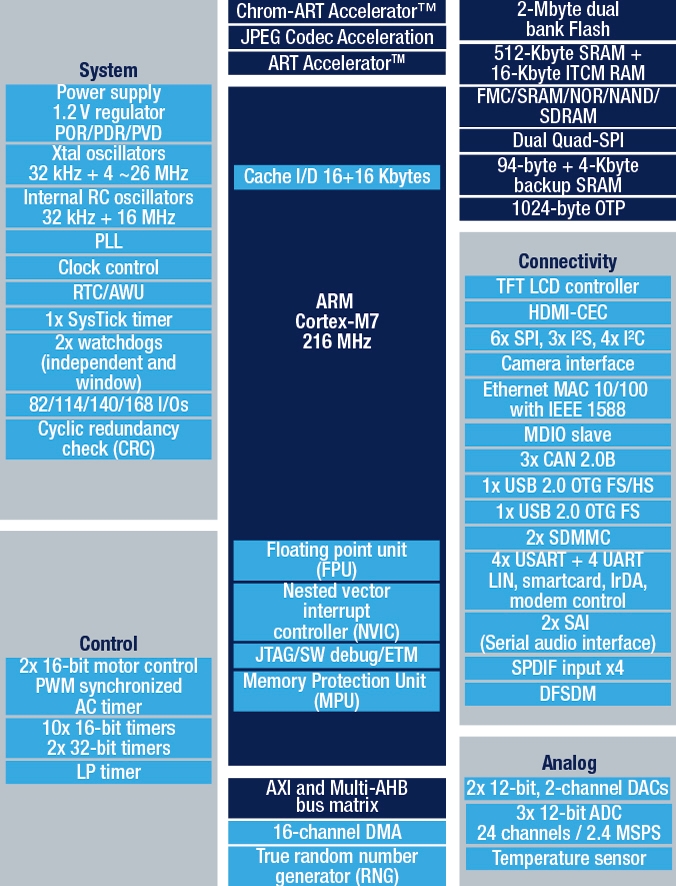 System
Power supply
1.2 V regulator
POR/PDR/PVD
Xtal oscillators
32 kHz + 4 ~26 MHz
Internal RC oscillators
32 kHz + 16 MHz
PLL
Clock control
RTC/AWU
1x SysTick timer
2x watchdogs
(independent and
window)
82/114/140/168 I/Os
Cyclic redundancy
check (CRC)
Control
2x 16-bit motor control
PWM synchronized
AC timer
10x 16-bit timers
2x 32-bit timers
LP timer
Chrom-ART Accelerator™
JPEG Codec Acceleration
ART Accelerator™
Cache I/D 16+16 Kbytes
ARM
Cortex-M7
216 MHz
Floating point unit
(FPU)
Nested vector
interrupt
controller (NVIC)
JTAG/SW debug/ETM
Memory Protection Unit
(MPU)
AXI and Multi-AHB
bus matrix
16-channel DMA
True random number
generator (RNG)
2-Mbyte dual
bank Flash
512-Kbyte SRAM +
16-Kbyte ITCM RAM
FMC/SRAM/NOR/NAND/
SDRAM
Dual Quad-SPI
94-byte + 4-Kbyte
backup SRAM
1024-byte OTP
Connectivity
TFT LCD controller
HDMI-CEC
6x SPI, 3x I²S, 4x I²C
Camera interface
Ethernet MAC 10/100
with IEEE 1588
MDIO slave
3x CAN 2.0B
1x USB 2.0 OTG FS/HS
1x USB 2.0 OTG FS
2x SDMMC
4x USART + 4 UART
LIN, smartcard, IrDA,
modem control
2x SAI
(Serial audio interface)
SPDIF input x4
DFSDM
Analog
2x 12-bit, 2-channel DACs
3x 12-bit ADC
24 channels / 2.4 MSPS
Temperature sensor